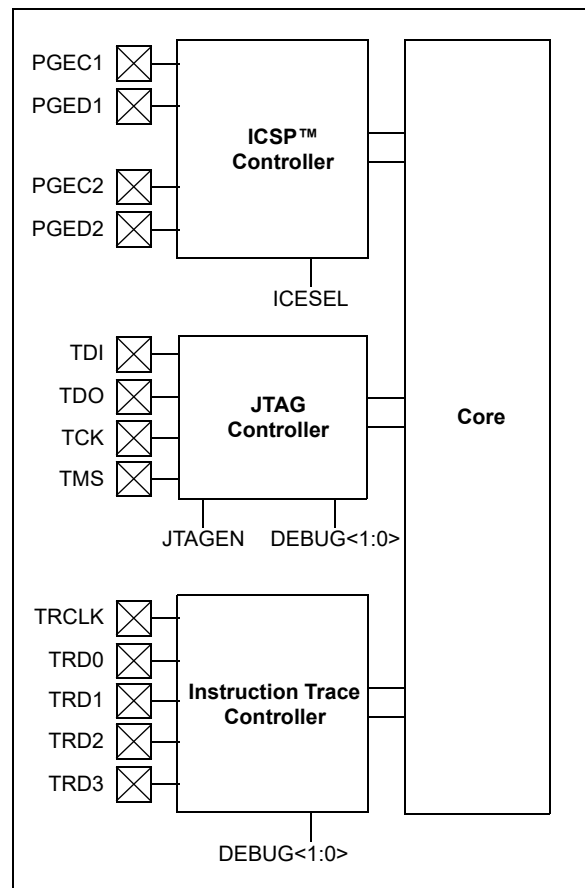 PGEC1
PGED1
ICSP™
Controller
PGEC2
PGED2
ICESEL
TDI
TDO
JTAG
Controller
TCK
TMS
Core
JTAGEN
DEBUG<1:0>
TRCLK
TRD0
TRD1
Instruction Trace
Controller
TRD2
TRD3
DEBUG<1:0>